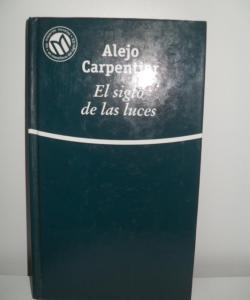 Alejo
Carpentier
El siglo
de las luces